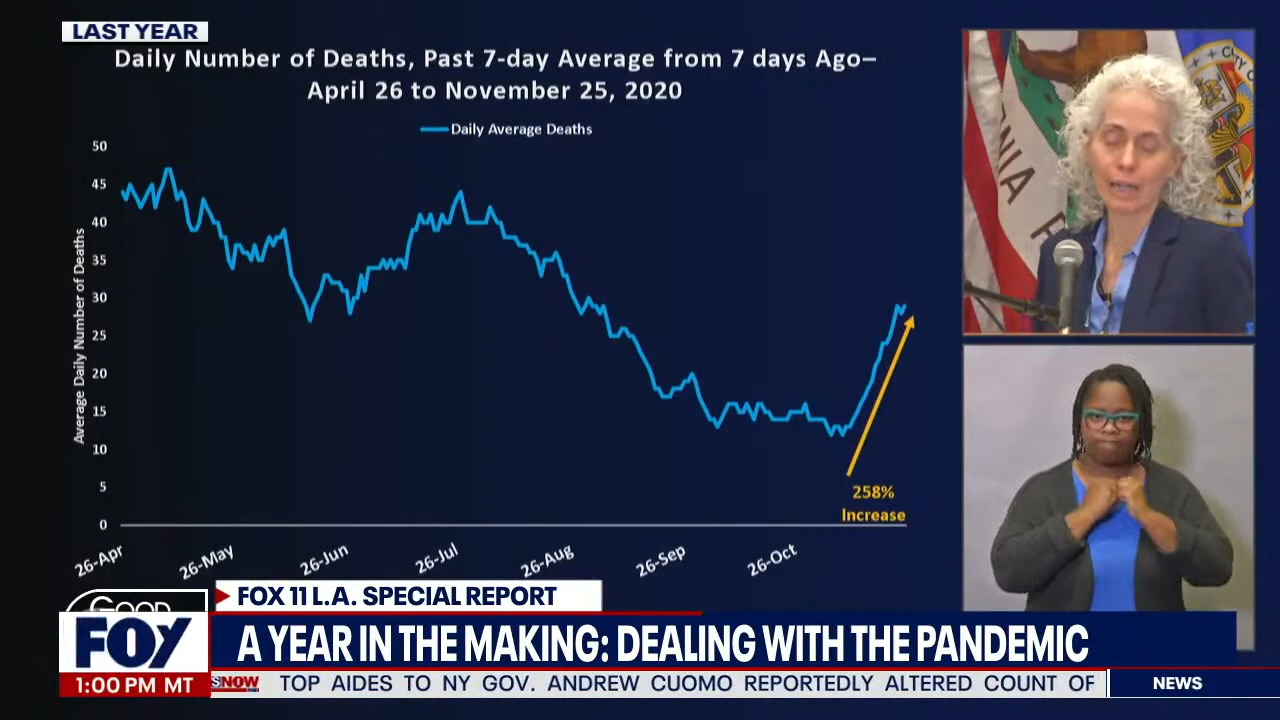 LAST YEAR
Daily Number of Deaths, Past 7-day Average from 7 days Ago–
April 26 to November 25, 2020
Daily Average Deaths
Average Daily Number of Deaths
50
45
40
35
30
25
20
15
10
5
0
258%
Increase
26-Apr
26-May
26-Jun
26-Jul
26-Aug
26-Sep
26-Oct
NIA
FOX 11 L.A. SPECIAL REPORT
GOOD
FOX
A YEAR IN THE MAKING: DEALING WITH THE PANDEMIC
1:00 PM MT
NOW
TOP AIDES TO NY GOV. ANDREW CUOMO REPORTEDLY ALTERED COUNT OF
NEWS